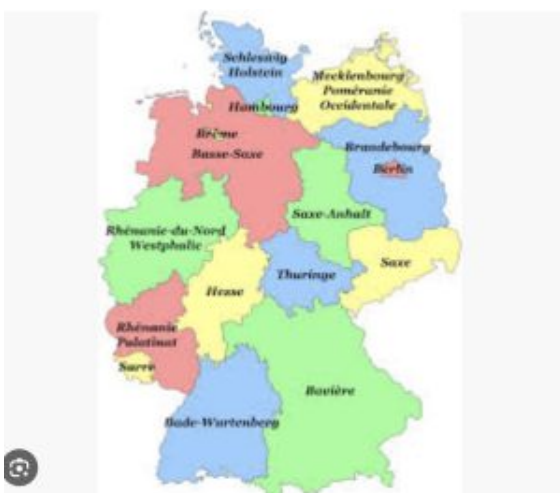 Schleswig
Holstein
Mecklenbourg
Poméranie
Occidentale
Hambourg
Brême
Basse-Saxe
Brandebourg
Berlin
Saxe-Anhalt
Rhénanie-du-Nord
Westphalie
Saxe
Thuringe
Hesse
Rhénanie
Palatinat
Sarre
Bavière
Bade-Wurtenberg